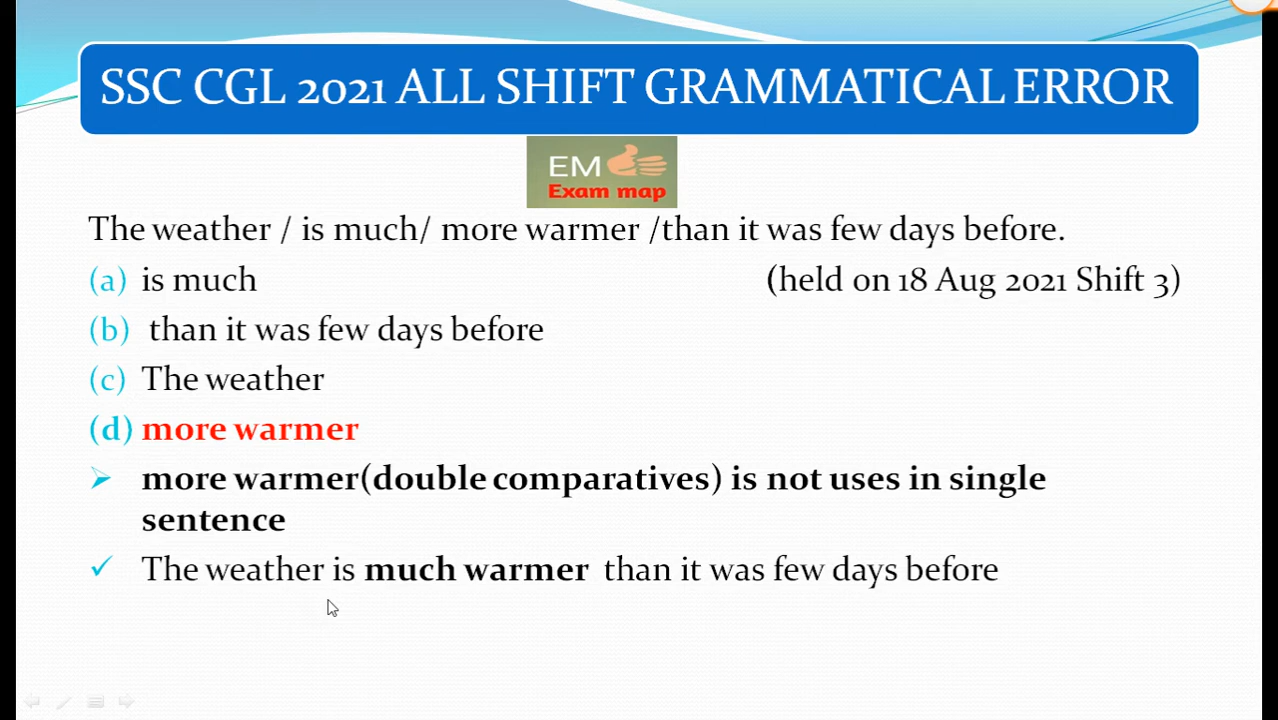 SSC CGL 2021 ALL SHIFT GRAMMATICAL ERROR
EM
Exam map
The weather / is much/ more warmer /than it was few days before.
(a) is much (held on 18 Aug 2021 Shift 3)
(b) than it was few days before
(c) The weather
(d) more warmer
more warmer(double comparatives) is not uses in single
sentence
The weather is much warmer than it was few days before